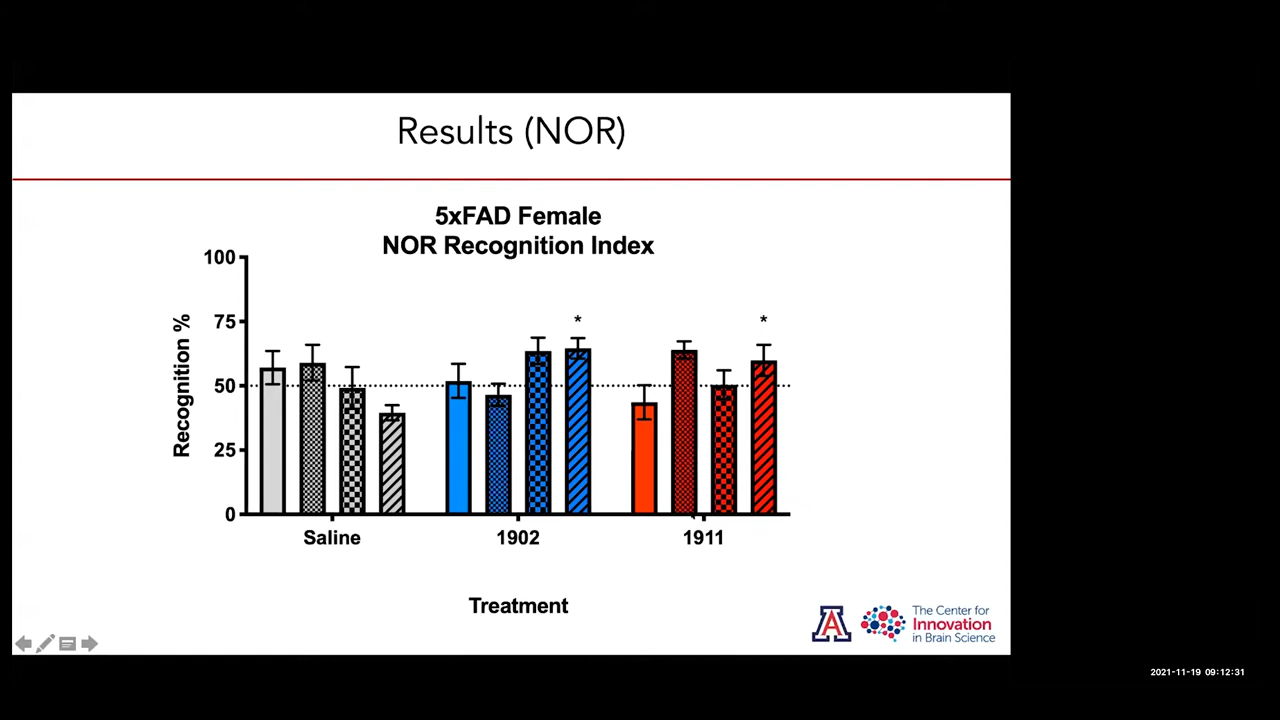 Results (NOR)
5xFAD Female
NOR Recognition Index
100
75
50
25
0
Recognition %
*
*
Saline
1902
1911
Treatment
A
The Center for
Innovation
in Brain Science
2021-11-19 09:12:31